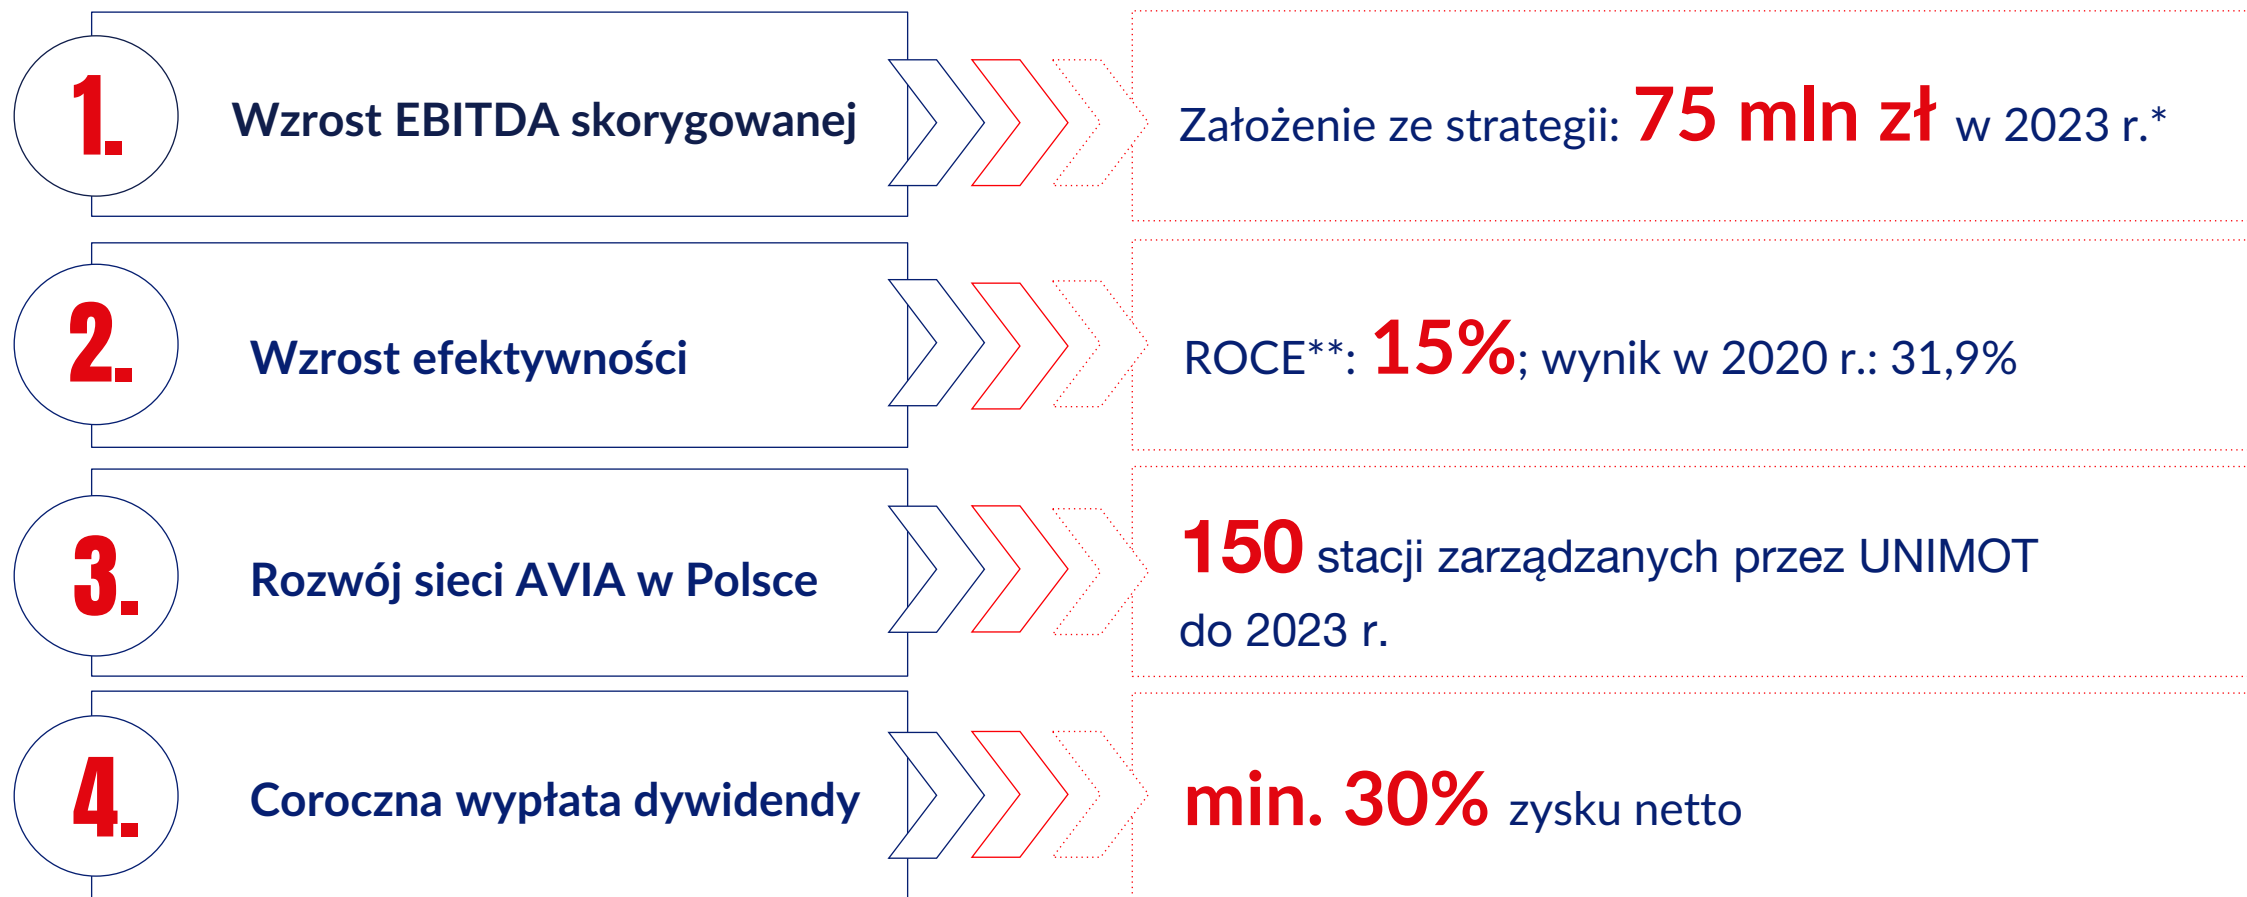 1.
Wzrost EBITDA skorygowanej
Założenie ze strategii: 75 mln zł w 2023 r.*
2.
Wzrost efektywności
ROCE**: 15%; wynik w 2020 r.: 31,9%
3.
Rozwój sieci AVIA w Polsce
150 stacji zarządzanych przez UNIMOT
do 2023 r.
4.
Coroczna wypłata dywidendy
min. 30% zysku netto